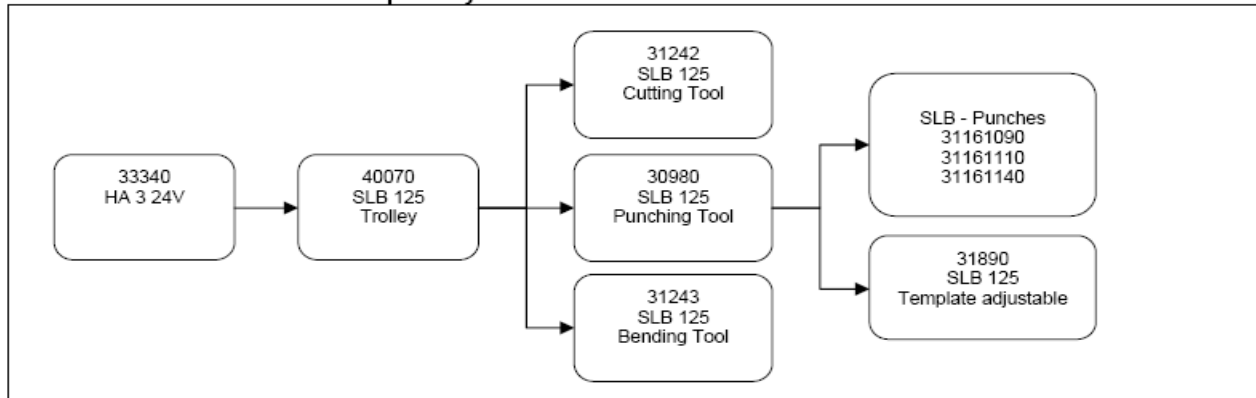 33340
HA 3 24V
40070
SLB 125
Trolley
31242
SLB 125
Cutting Tool
30980
SLB 125
Punching Tool
31243
SLB 125
Bending Tool
SLB - Punches
31161090
31161110
31161140
31890
SLB 125
Template adjustable